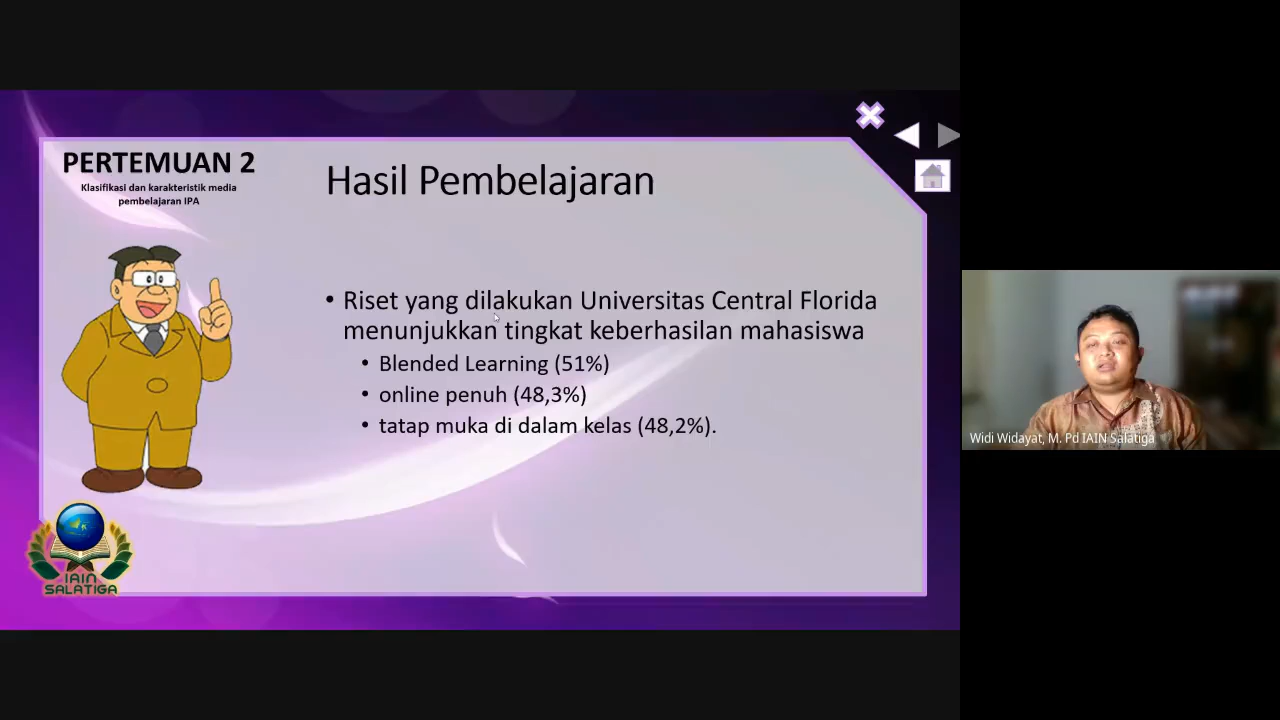 PERTEMUAN 2
Klasifikasi dan karakteristik media
pembelajaran IPA
Hasil Pembelajaran
• Riset yang dilakukan Universitas Central Florida
menunjukkan tingkat keberhasilan mahasiswa
• Blended Learning (51%)
• online penuh (48,3%)
• tatap muka di dalam kelas (48,2%).
IAIN
SALATIGA
Widi Widayat, M. Pd IAIN Salatiga